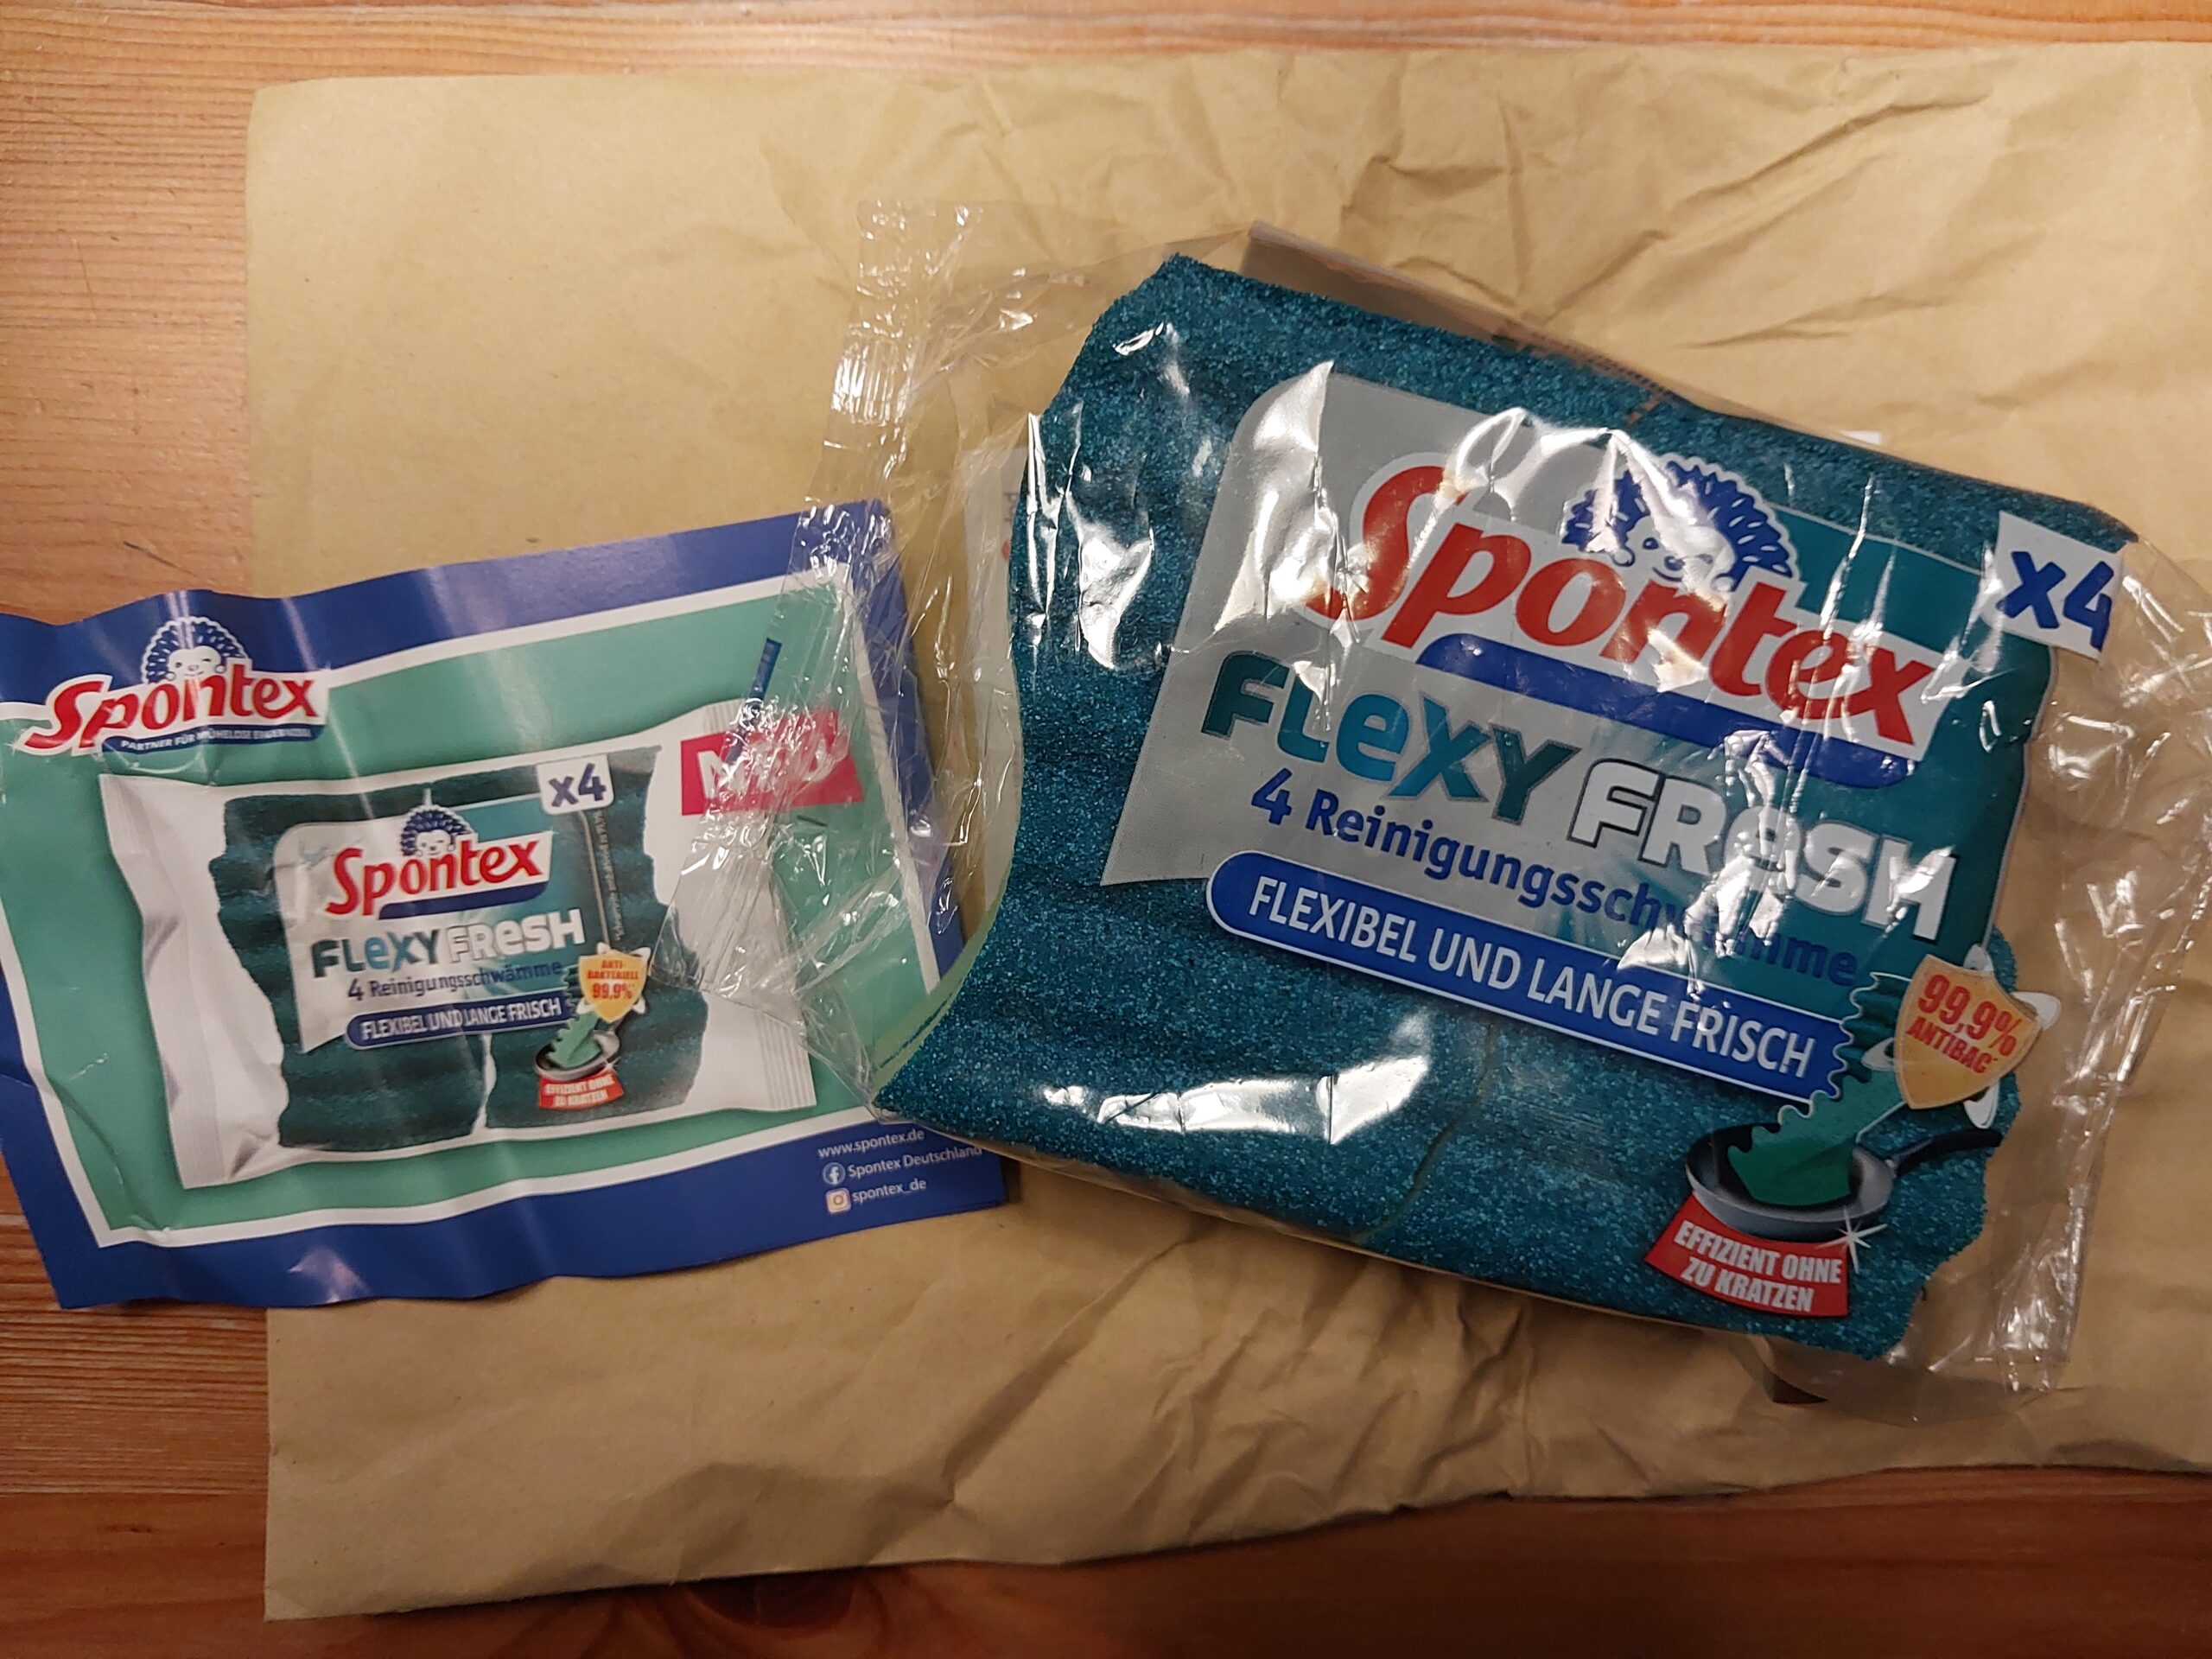 Spontex
PARTNER FÜR MÜHELOSE ERGEBNISSE
NEU
x4
Spontex
FLEXY FRESH
4 Reinigungsschwämme
FLEXIBEL UND LANGE FRISCH
ANTI-
BAKTERIELL
99,9%
EFFIZIENT OHNE
ZU KRATZEN
www.spontex.de
Spontex Deutschland
spontex_de
x4
Spontex
FLEXY FRESH
4 Reinigungsschwämme
FLEXIBEL UND LANGE FRISCH
99,9%
ANTIBAC*
EFFIZIENT OHNE
ZU KRATZEN